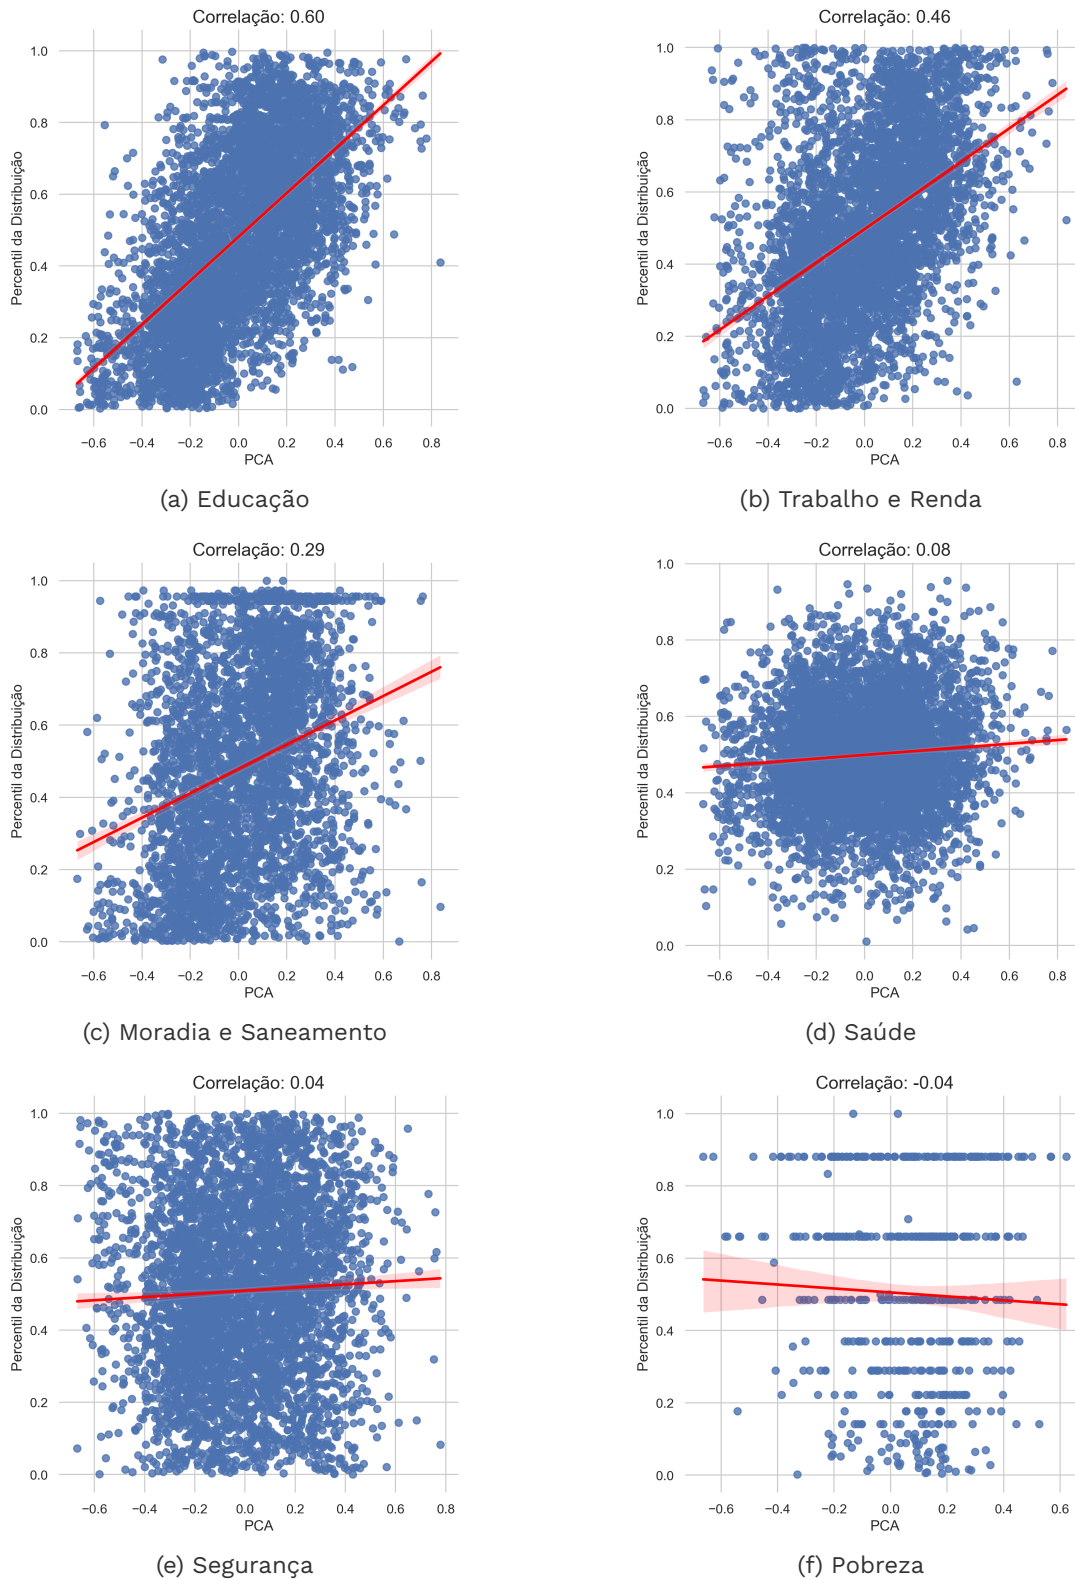 Correlação: 0.60
Percentil da Distribuição
1.0
0.8
0.6
0.4
0.2
0.0
−0.6 −0.4 −0.2 0.0 0.2 0.4 0.6 0.8
PCA
(a) Educação
Correlação: 0.46
Percentil da Distribuição
1.0
0.8
0.6
0.4
0.2
0.0
−0.6 −0.4 −0.2 0.0 0.2 0.4 0.6 0.8
PCA
(b) Trabalho e Renda
Correlação: 0.29
Percentil da Distribuição
1.0
0.8
0.6
0.4
0.2
0.0
−0.6 −0.4 −0.2 0.0 0.2 0.4 0.6 0.8
PCA
(c) Moradia e Saneamento
Correlação: 0.08
Percentil da Distribuição
1.0
0.8
0.6
0.4
0.2
0.0
−0.6 −0.4 −0.2 0.0 0.2 0.4 0.6 0.8
PCA
(d) Saúde
Correlação: 0.04
Percentil da Distribuição
1.0
0.8
0.6
0.4
0.2
0.0
−0.6 −0.4 −0.2 0.0 0.2 0.4 0.6 0.8
PCA
(e) Segurança
Correlação: -0.04
Percentil da Distribuição
1.0
0.8
0.6
0.4
0.2
0.0
−0.6 −0.4 −0.2 0.0 0.2 0.4 0.6
PCA
(f) Pobreza